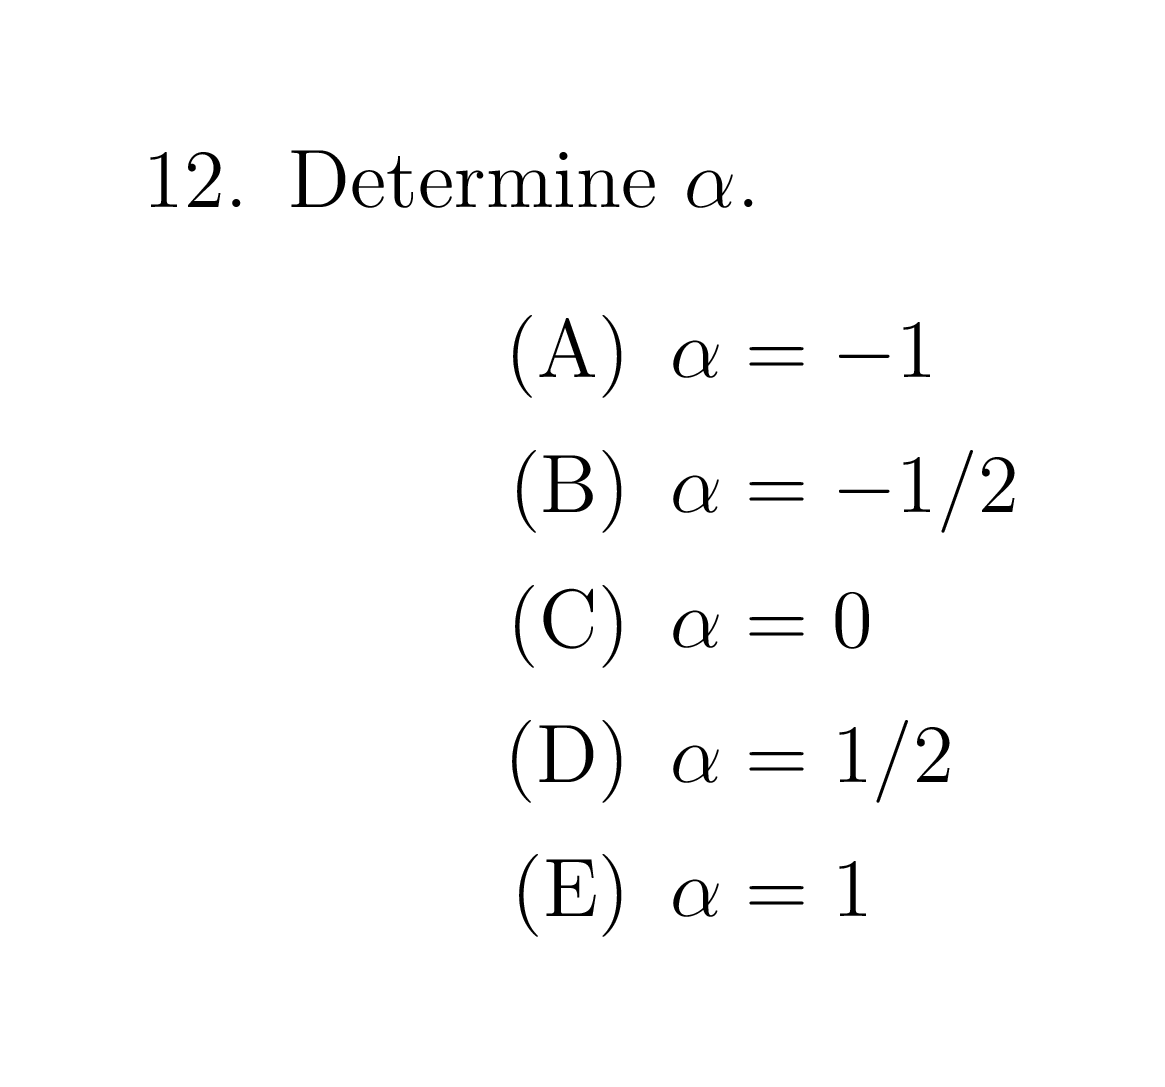 12. Determine α.
(A) α = −1
(B) α = −1/2
(C) α = 0
(D) α = 1/2
(E) α = 1